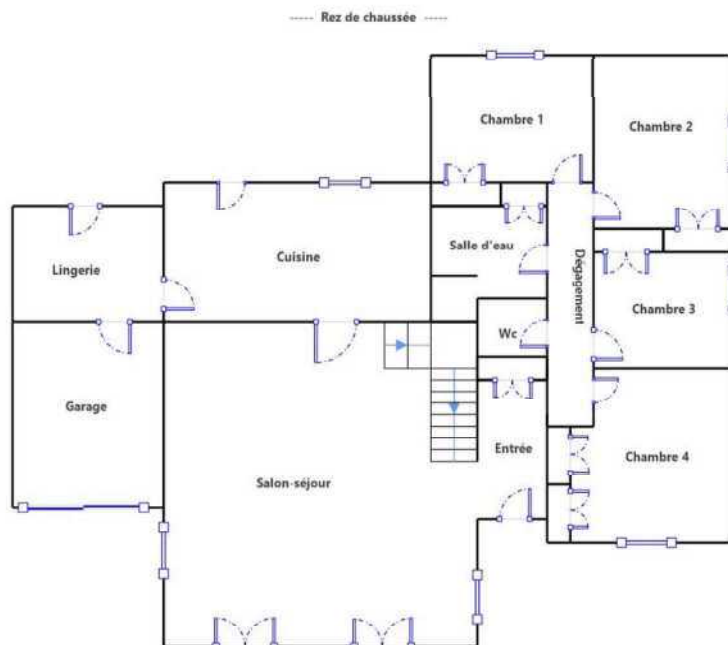 ----- Rez de chaussée -----
Chambre 1
Chambre 2
Salle d'eau
Cuisine
Lingerie
Dégagement
Chambre 3
Wc
Garage
Entrée
Chambre 4
Salon-séjour